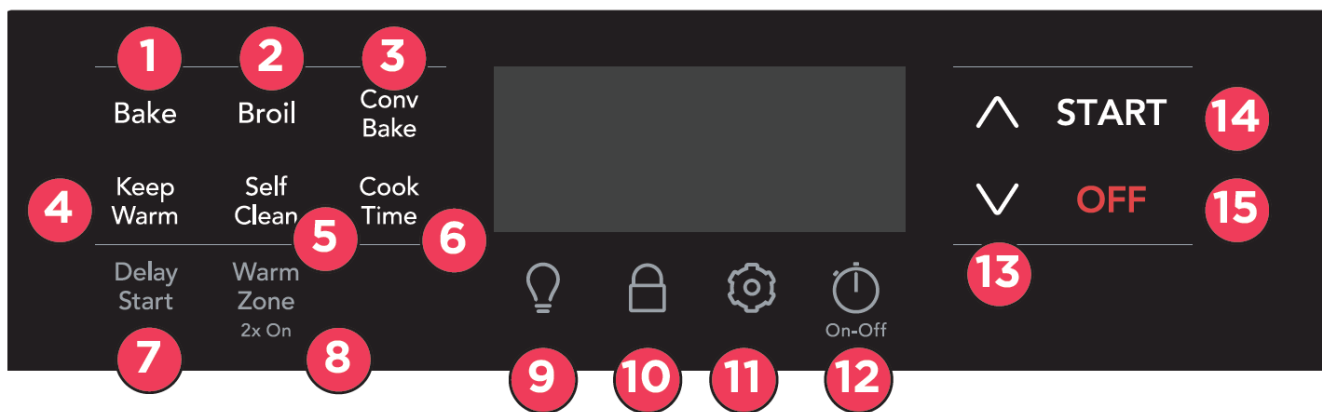 1
2
3
Bake
Broil
Conv
Bake
START
14
4
Keep
Warm
Self
Clean
5
Cook
Time
6
OFF
15
13
Delay
Start
7
Warm
Zone
2x On
8
On-Off
9
10
11
12